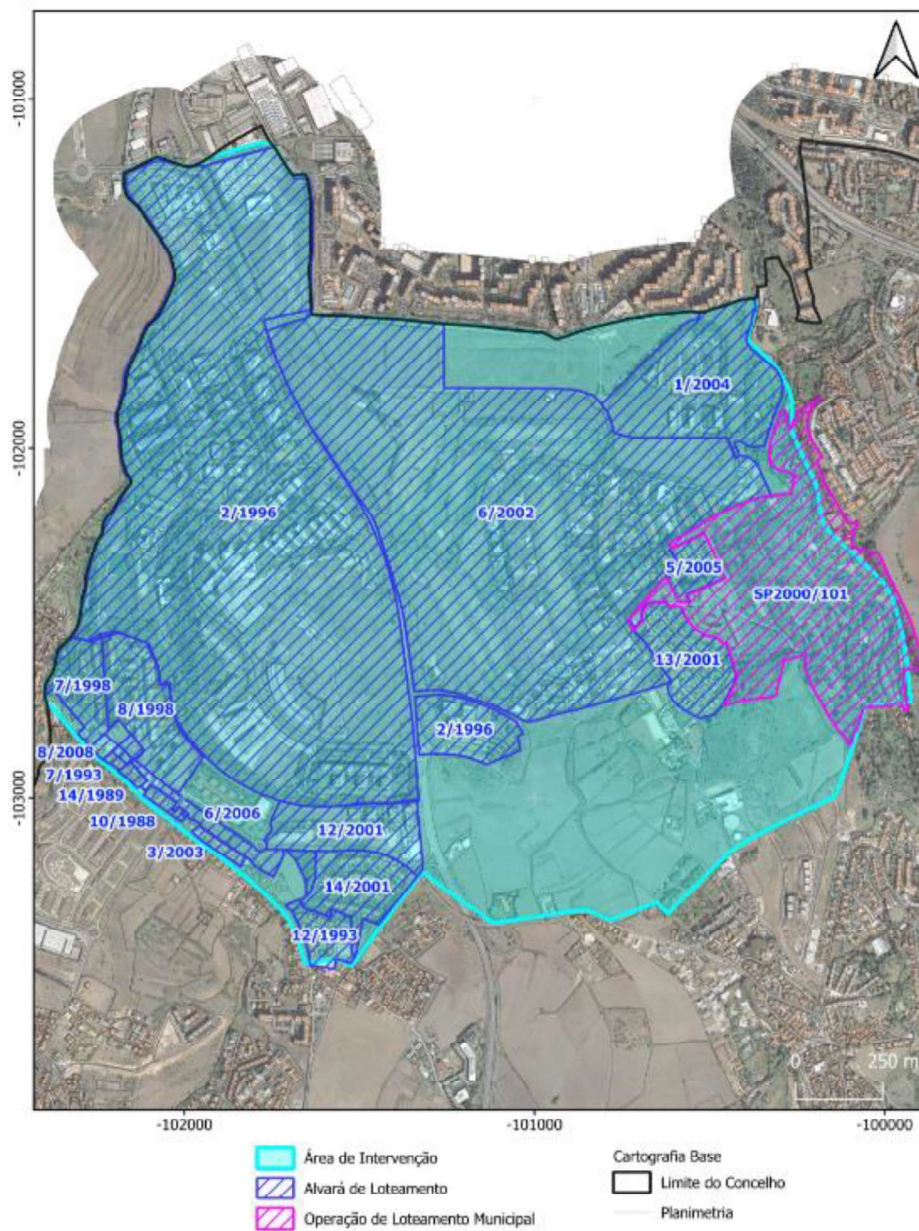 -101000
-102000
1/2004
2/1996
6/2002
5/2005
SP2000/101
13/2001
7/1998
8/1998
2/1996
8/2008
7/1993
14/1989
-103000
6/2006
10/1988
12/2001
3/2003
14/2001
12/1993
0 250 m
-102000 -101000 -100000
Área de Intervenção
Alvará de Loteamento
Operação de Loteamento Municipal
Cartografia Base
Limite do Concelho
Planimetria